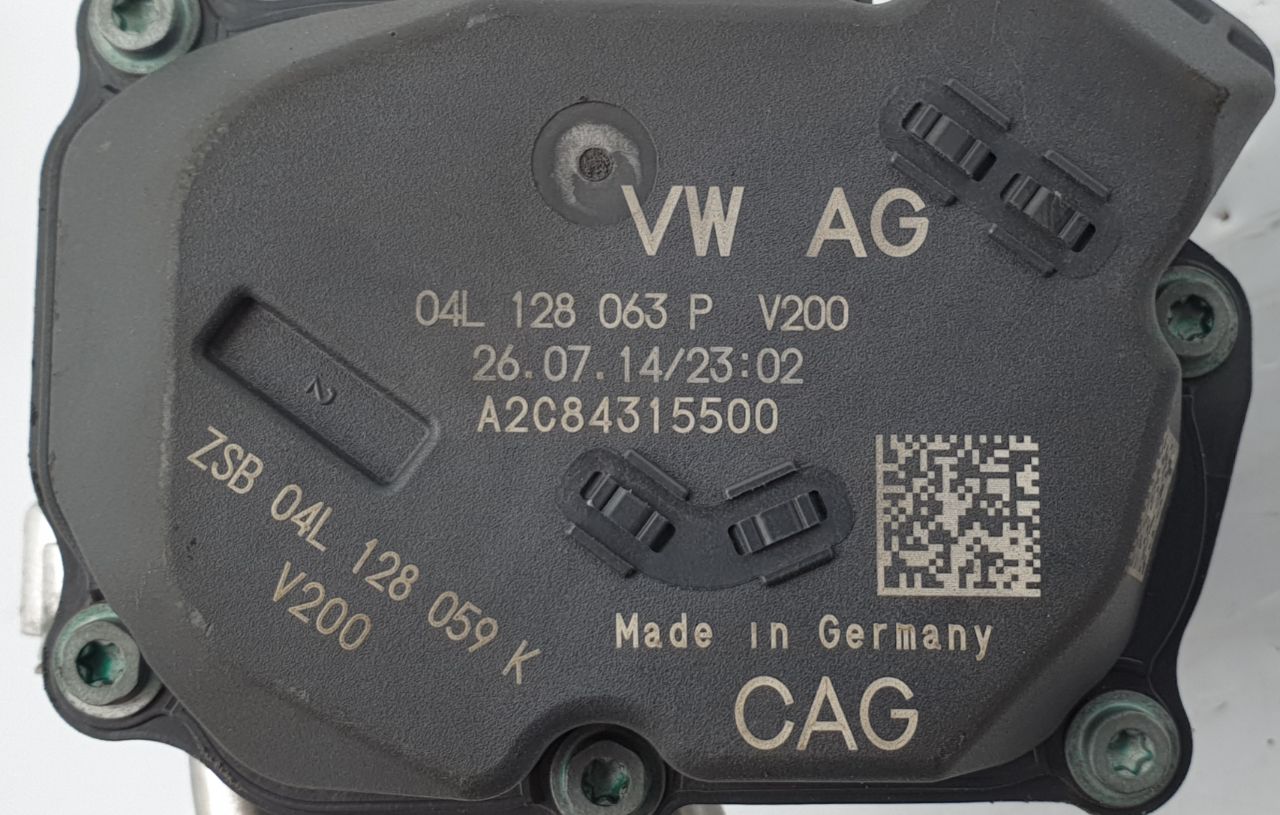 VW AG
04L 128 063 P V200
26.07.14/23:02
A2C84315500
2
ZSB 04L 128 059 K
V200
Made in Germany
CAG